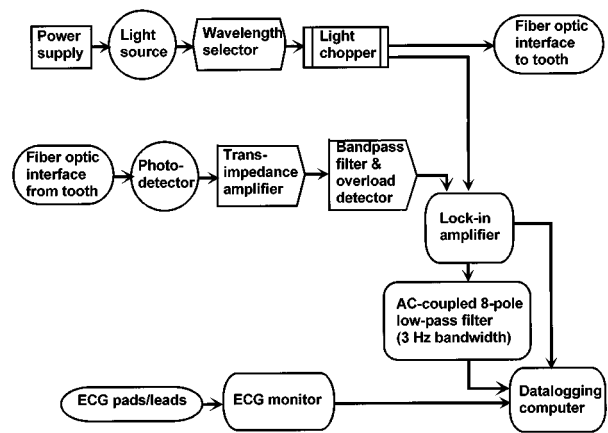 Power
supply
Light
source
Wavelength
selector
Light
chopper
Fiber optic
interface
to tooth
Fiber optic
interface
from tooth
Photo-
detector
Trans-
impedance
amplifier
Bandpass
filter &
overload
detector
Lock-in
amplifier
AC-coupled 8-pole
low-pass filter
(3 Hz bandwidth)
ECG pads/leads
ECG monitor
Datalogging
computer